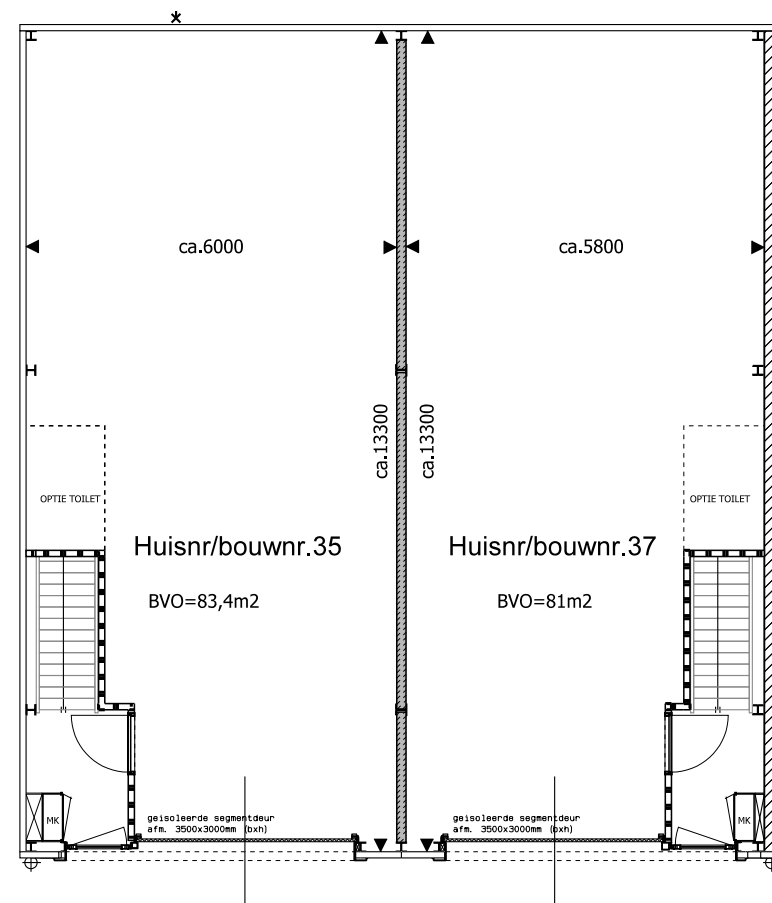 ca.6000
ca.5800
ca.13300
ca.13300
OPTIE TOILET
OPTIE TOILET
Huisnr/bouwnr.35
Huisnr/bouwnr.37
BVO=83,4m2
BVO=81m2
geisoleerde segmentdeur
afm. 3500x3000mm (bxh)
geisoleerde segmentdeur
afm. 3500x3000mm (bxh)
MK
MK